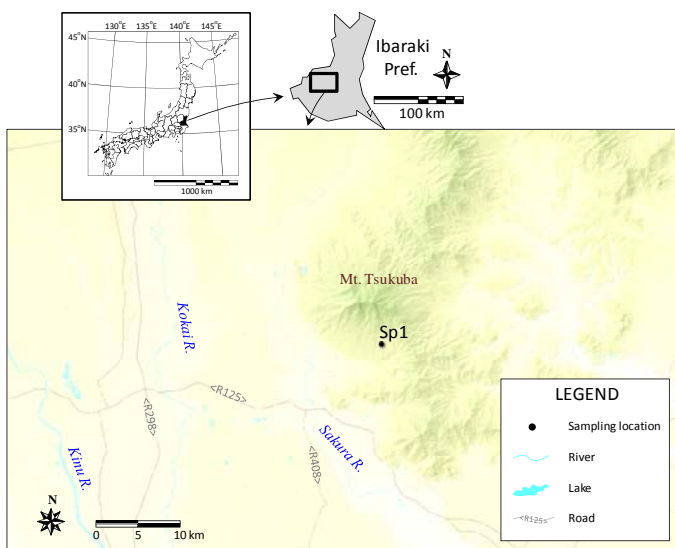 130°E 135°E 140°E 145°E
45°N
40°N
35°N
1000 km
Ibaraki
Pref.
N
100 km
Mt. Tsukuba
Sp1
Kokai R.
<R125>
<R298>
Sakura R.
<R408>
Kinu R.
N
0 5 10 km
LEGEND
Sampling location
River
Lake
<R125> Road